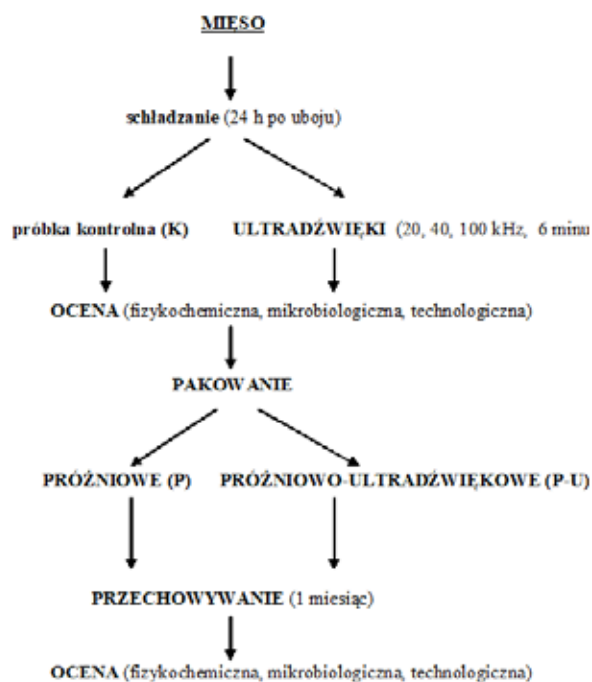 MIĘSO
schładzanie (24 h po uboju)
próbka kontrolna (K) ULTRADŹWIĘKI (20, 40, 100 kHz, 6 minu
OCENA (fizykochemiczna, mikrobiologiczna, technologiczna)
PAKOWANIE
PRÓŻNIOWE (P) PRÓŻNIOWO-ULTRADŹWIĘKOWE (P-U)
PRZECHOWYWANIE (1 miesiąc)
OCENA (fizykochemiczna, mikrobiologiczna, technologiczna)